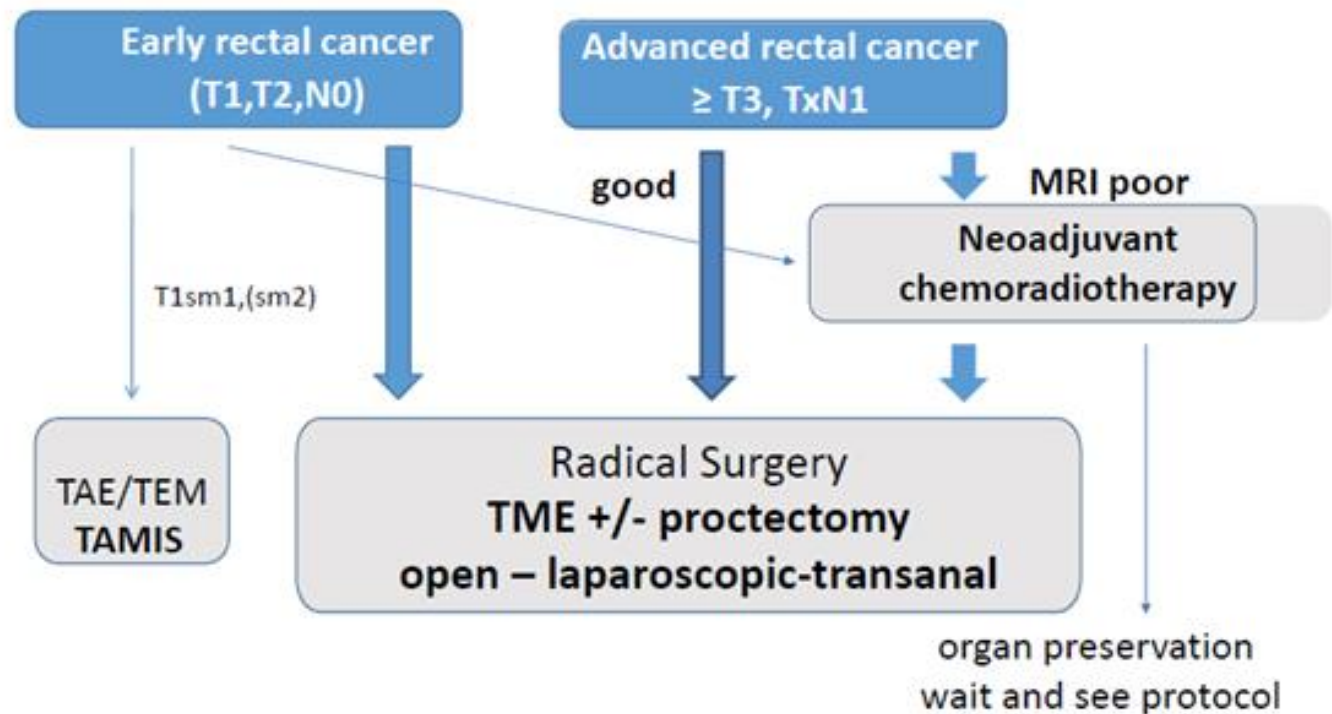 Early rectal cancer
(T1,T2,N0)
Advanced rectal cancer
≥ T3, TxN1
good
MRI poor
Neoadjuvant
chemoradiotherapy
T1sm1,(sm2)
TAE/TEM
TAMIS
Radical Surgery
TME +/- proctectomy
open – laparoscopic-transanal
organ preservation
wait and see protocol